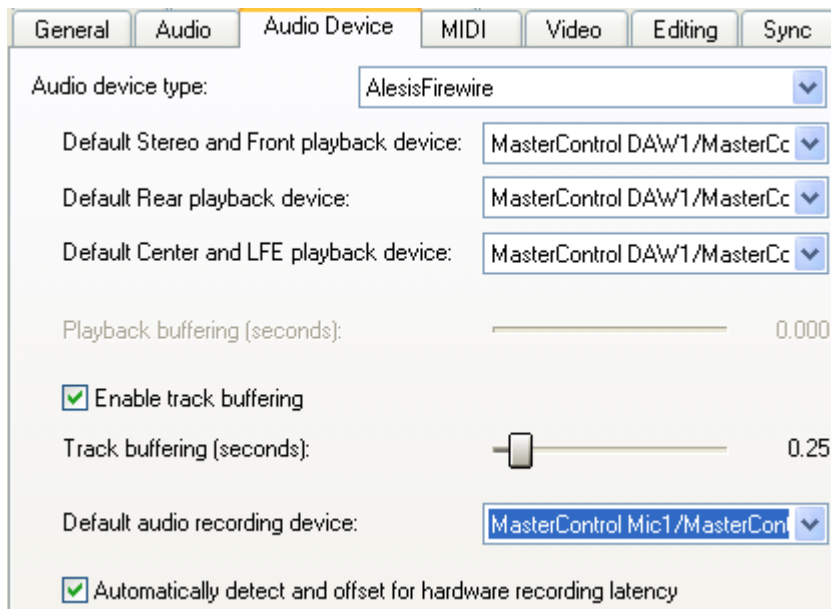 General Audio Audio Device MIDI Video Editing Sync
Audio device type: AlesisFirewire
Default Stereo and Front playback device: MasterControl DAW1/MasterCc
Default Rear playback device: MasterControl DAW1/MasterCc
Default Center and LFE playback device: MasterControl DAW1/MasterCc
Playback buffering (seconds): 0.000
Enable track buffering
Track buffering (seconds): 0.25
Default audio recording device: MasterControl Mic1/MasterCont
Automatically detect and offset for hardware recording latency